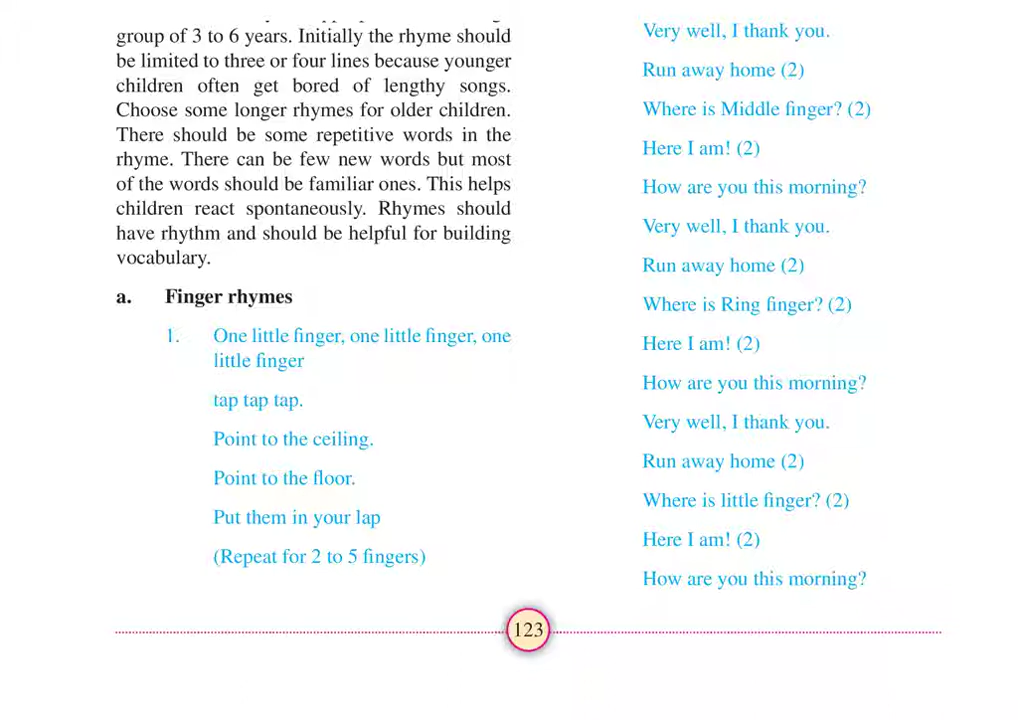 group of 3 to 6 years. Initially the rhyme should
be limited to three or four lines because younger
children often get bored of lengthy songs.
Choose some longer rhymes for older children.
There should be some repetitive words in the
rhyme. There can be few new words but most
of the words should be familiar ones. This helps
children react spontaneously. Rhymes should
have rhythm and should be helpful for building
vocabulary.
a. Finger rhymes
1. One little finger, one little finger, one
little finger
tap tap tap.
Point to the ceiling.
Point to the floor.
Put them in your lap
(Repeat for 2 to 5 fingers)
Very well, I thank you.
Run away home (2)
Where is Middle finger? (2)
Here I am! (2)
How are you this morning?
Very well, I thank you.
Run away home (2)
Where is Ring finger? (2)
Here I am! (2)
How are you this morning?
Very well, I thank you.
Run away home (2)
Where is little finger? (2)
Here I am! (2)
How are you this morning?
123